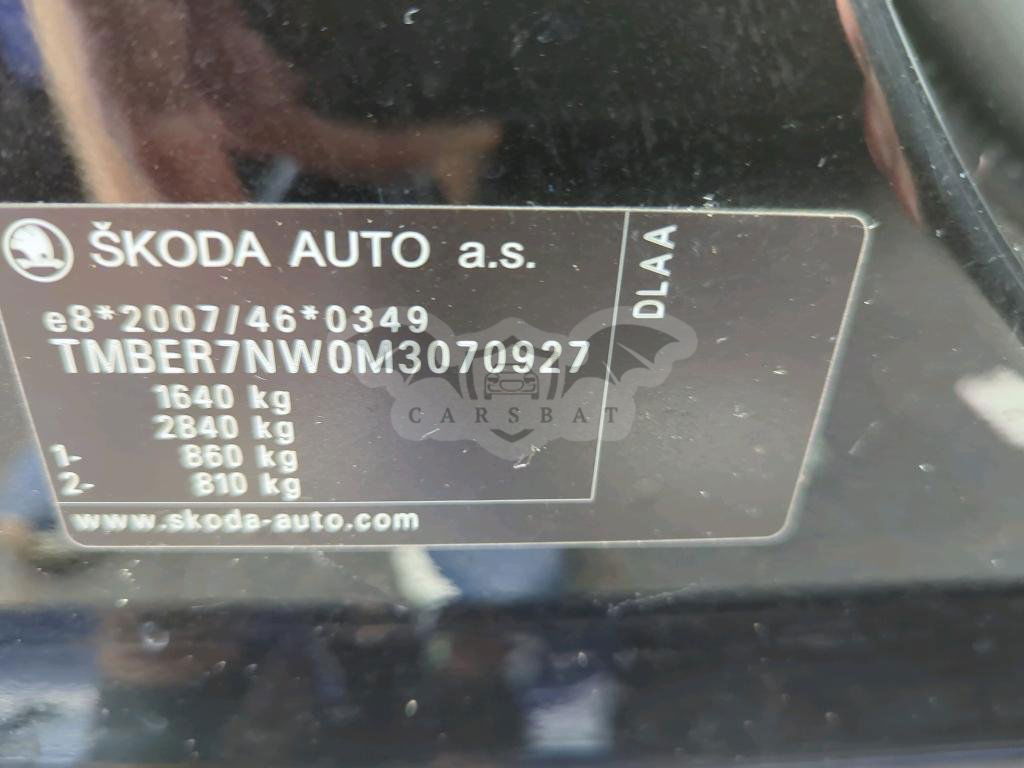 ŠKODA AUTO a.s.
e8*2007/46*0349
TMBER7NW0M3070927
1640 kg
2840 kg
1- 860 kg
2- 810 kg
www.skoda-auto.com
DLAA
CARSBAT